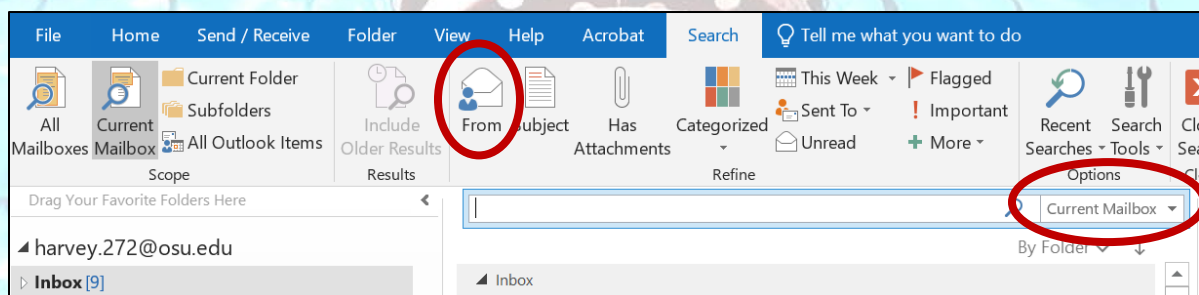 File Home Send / Receive Folder View Help Acrobat Search Tell me what you want to do
All Mailboxes
Current Mailbox
Current Folder
Subfolders
All Outlook Items
Scope
Include Older Results
Results
From
Subject
Has Attachments
Categorized
This Week
Sent To
Unread
Flagged
! Important
+ More
Refine
Recent Searches
Search Tools
Options
Drag Your Favorite Folders Here
Current Mailbox
harvey.272@osu.edu
By Folder
Inbox [9]
Inbox